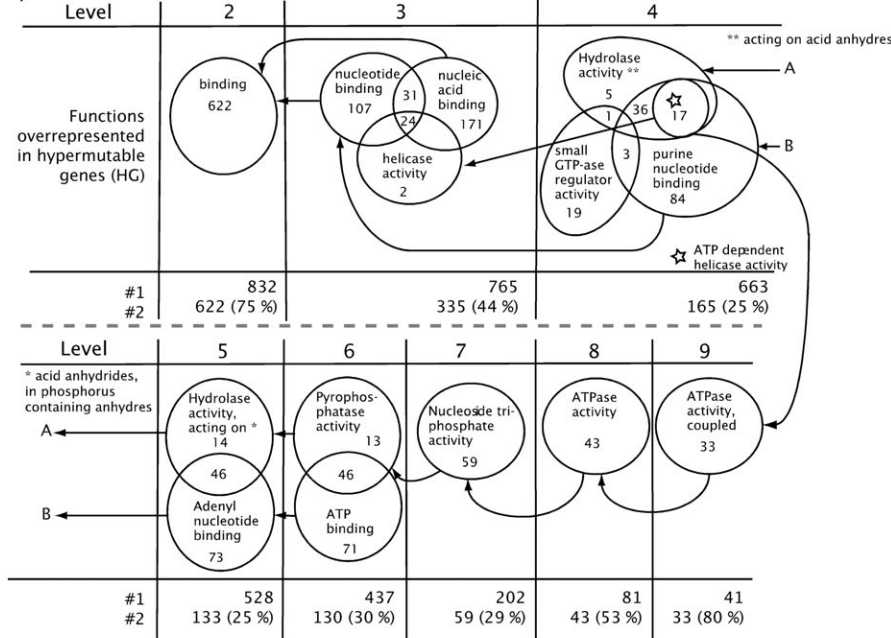 Level 2 3 4
** acting on acid anhydres
Functions
overrepresented
in hypermutable
genes (HG)
binding
622
nucleotide
binding
107
31
nucleic
acid
binding
171
24
helicase
activity
2
Hydrolase
activity **
5
A
1
36
17
B
small
GTP-ase
regulator
activity
19
3
purine
nucleotide
binding
84
ATP dependent
helicase activity
#1 832 765 663
#2 622 (75 %) 335 (44 %) 165 (25 %)
Level 5 6 7 8 9
* acid anhydrides,
in phosphorus
containing anhydres
A
B
Hydrolase
activity,
acting on *
14
46
Adenyl
nucleotide
binding
73
Pyrophos-
phatase
activity
13
46
ATP
binding
71
Nucleoside tri-
phosphate
activity
59
ATPase
activity
43
ATPase
activity,
coupled
33
#1 528 437 202 81 41
#2 133 (25 %) 130 (30 %) 59 (29 %) 43 (53 %) 33 (80 %)